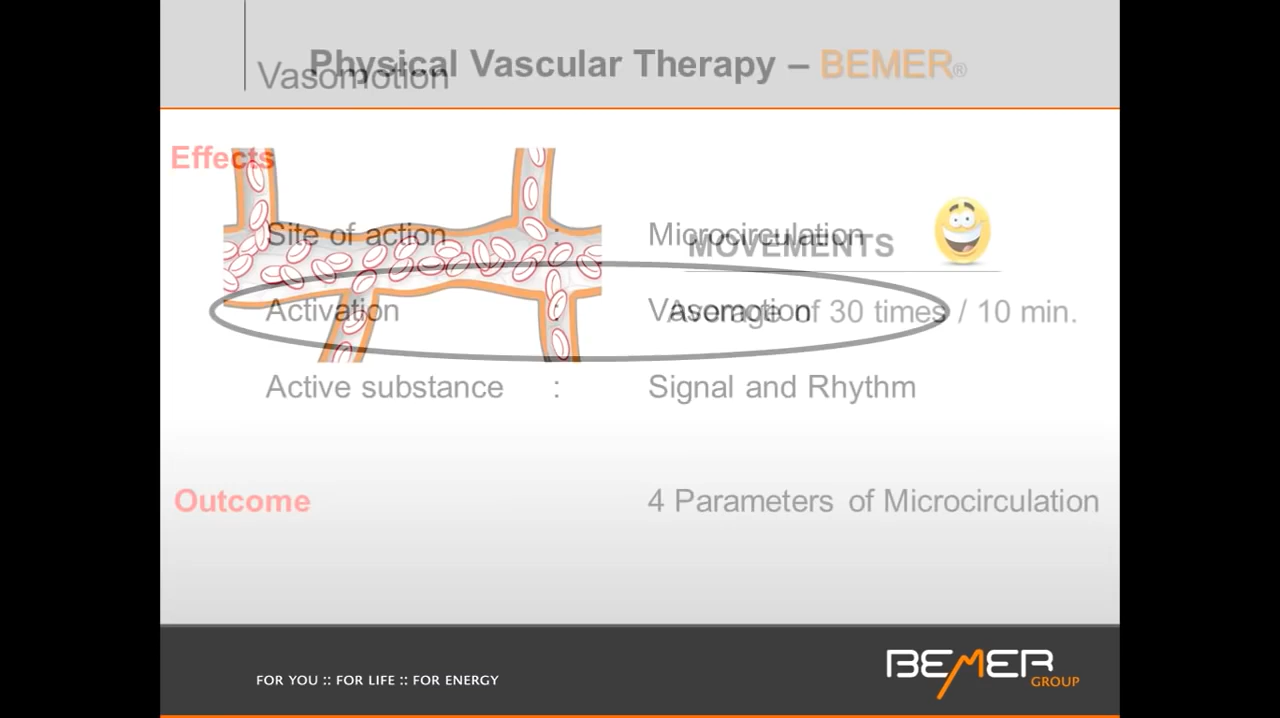 Physical Vascular Therapy – BEMER®
Vasomotion
Effects
Site of action : Microcirculation
MOVEMENTS
Activation : Vasomotion
Average of 30 times / 10 min.
Active substance : Signal and Rhythm
Outcome 4 Parameters of Microcirculation
FOR YOU :: FOR LIFE :: FOR ENERGY
BEMER
GROUP